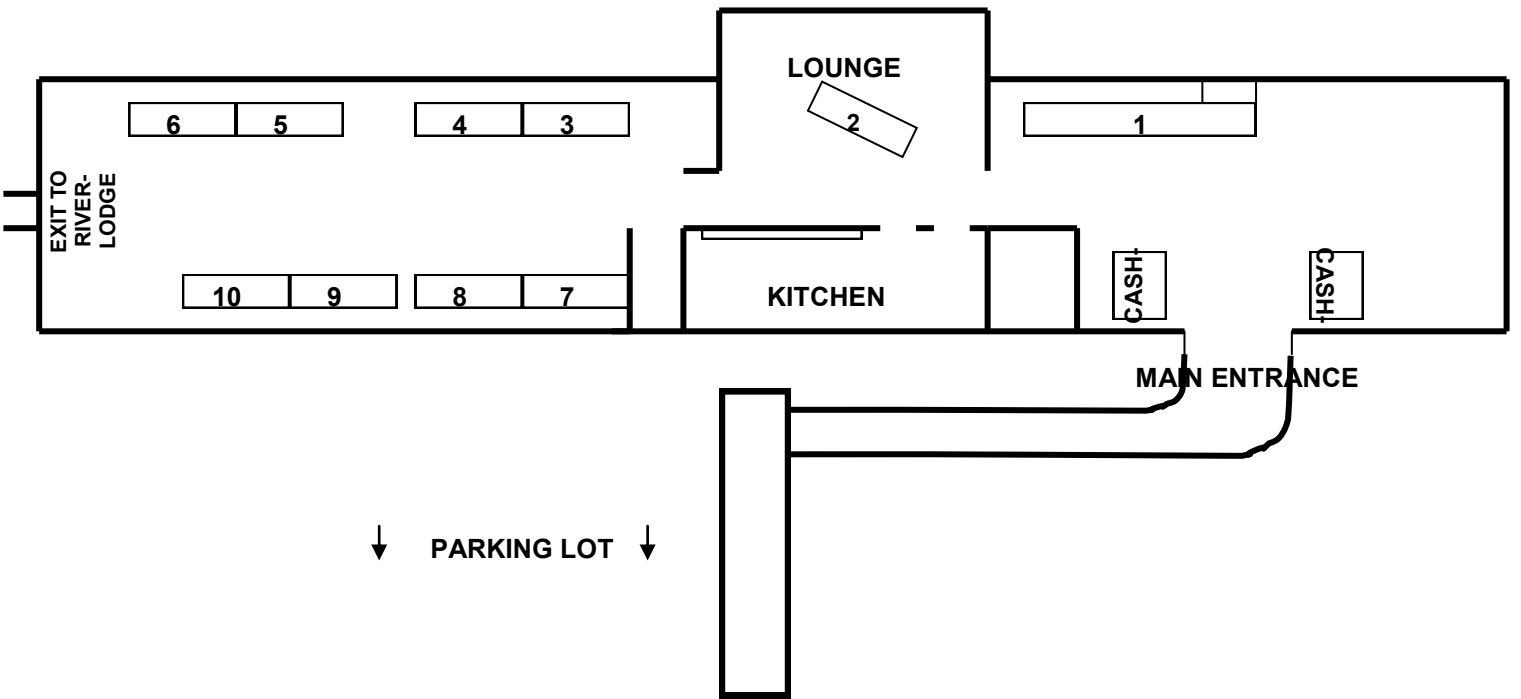 LOUNGE
6
5
4
3
2
1
EXIT TO
RIVER-
LODGE
10
9
8
7
KITCHEN
CASH-
CASH-
MAIN ENTRANCE
PARKING LOT